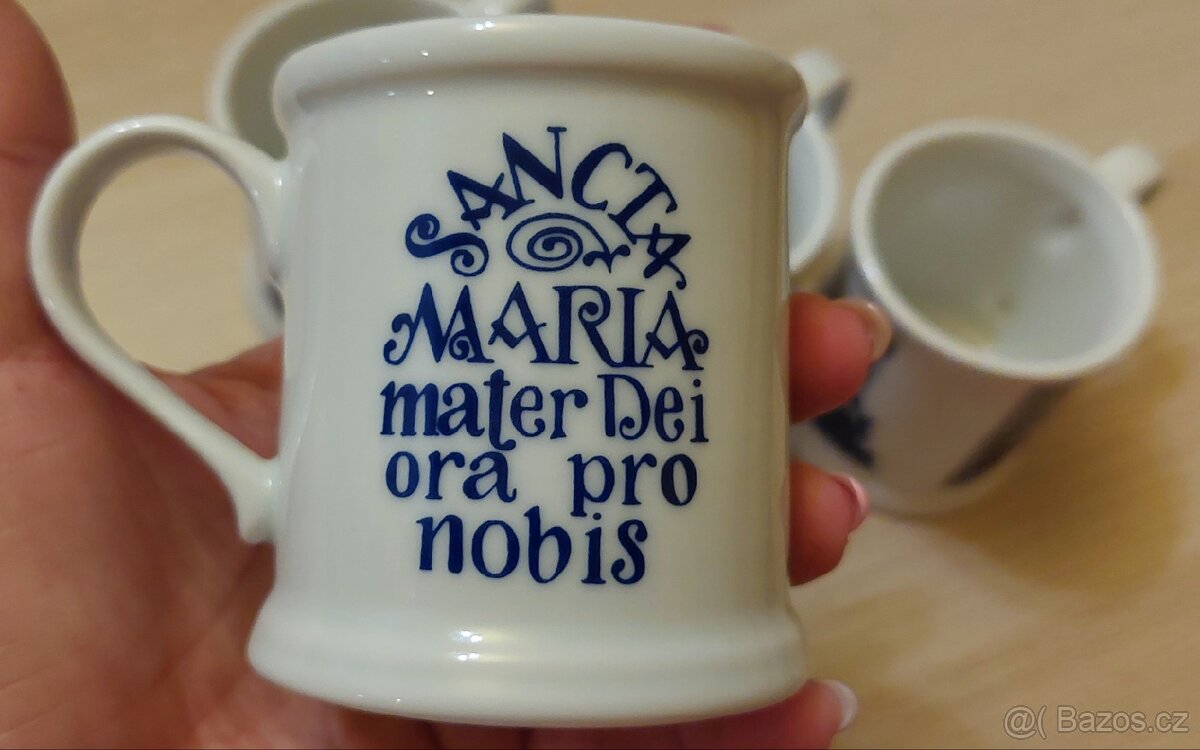 SANCTA
MARIA
mater Dei
ora pro
nobis
@( Bazos.cz